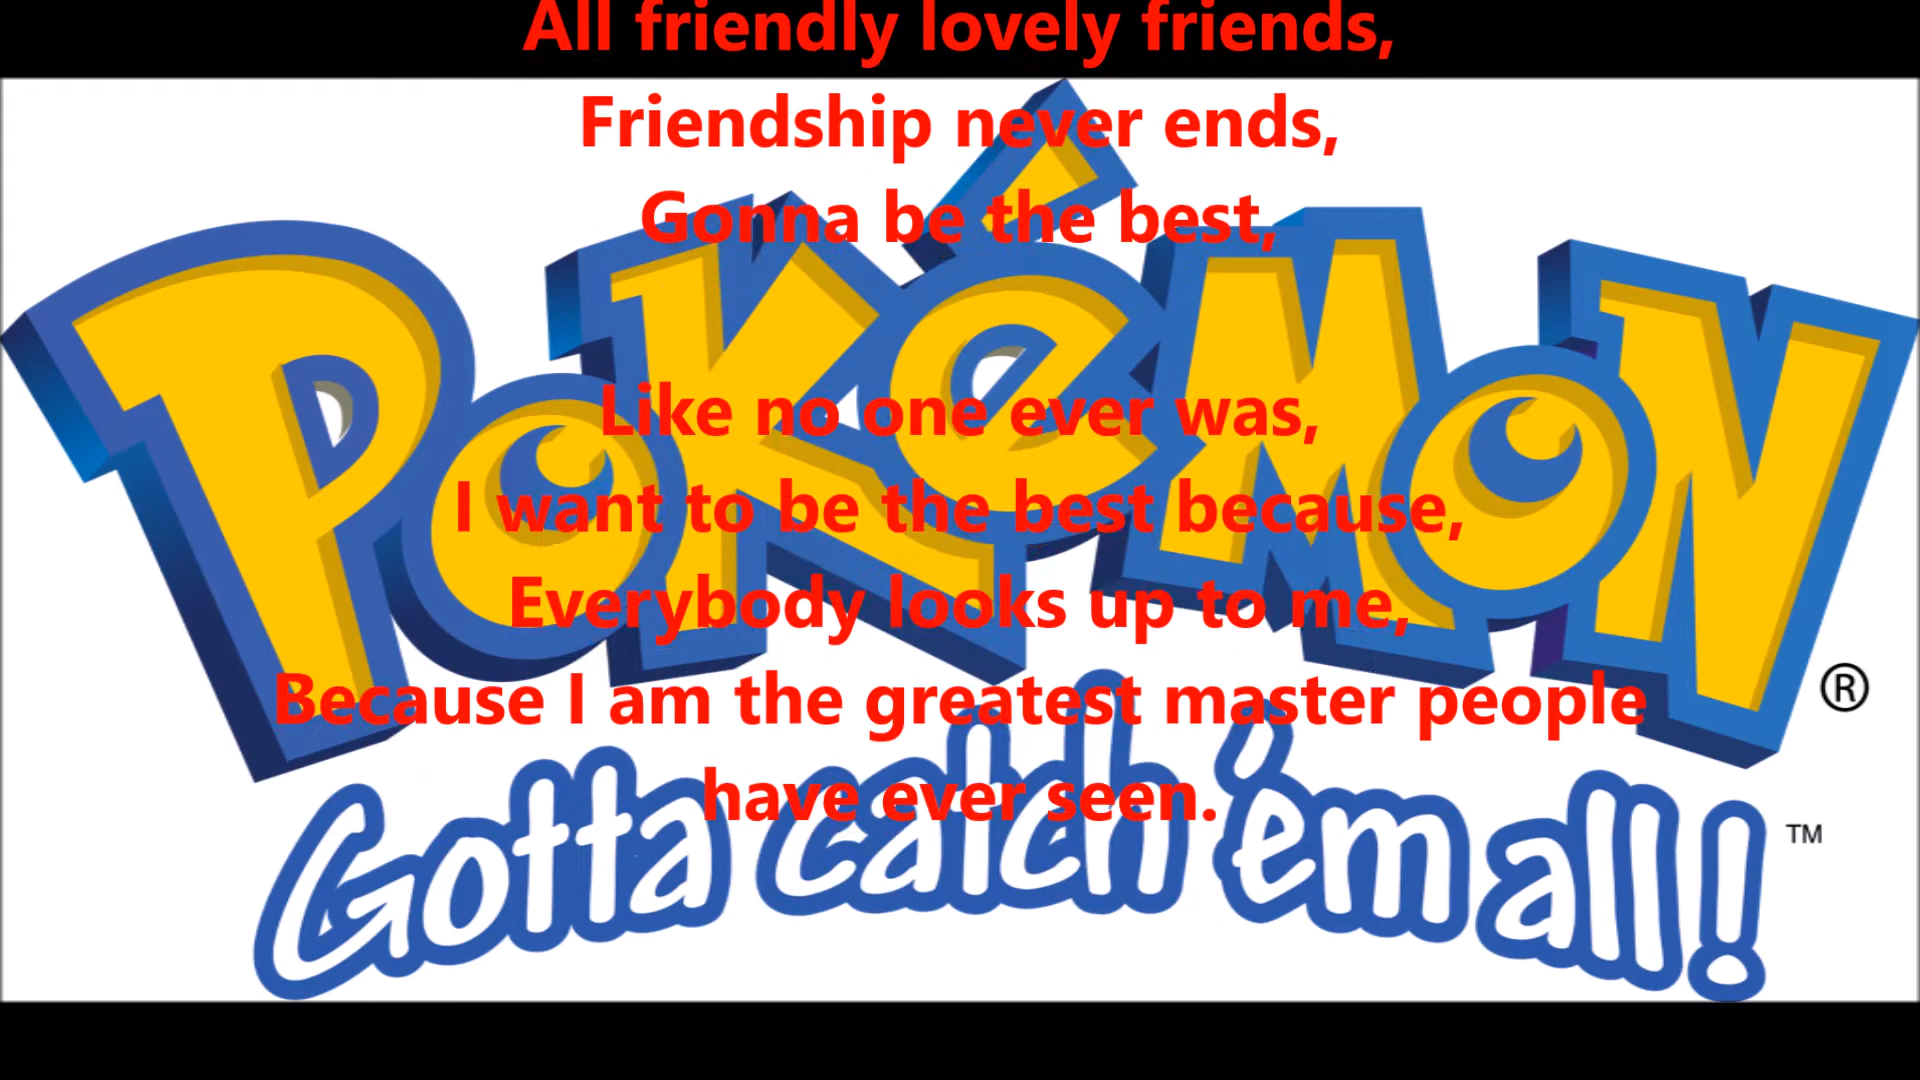 All friendly lovely friends,
Friendship never ends,
Gonna be the best,
POKéMON
Like no one ever was,
I want to be the best because,
Everybody looks up to me,
Because I am the greatest master people
have ever seen.
®
Gotta catch 'em all!
TM